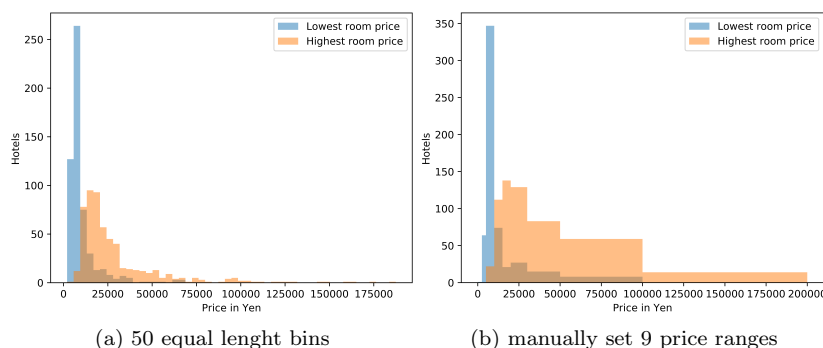 Lowest room price
Highest room price
Hotels
250
200
150
100
50
0
0 25000 50000 75000 100000 125000 150000 175000
Price in Yen
(a) 50 equal lenght bins
Lowest room price
Highest room price
Hotels
350
300
250
200
150
100
50
0
0 25000 50000 75000 100000 125000 150000 175000 200000
Price in Yen
(b) manually set 9 price ranges